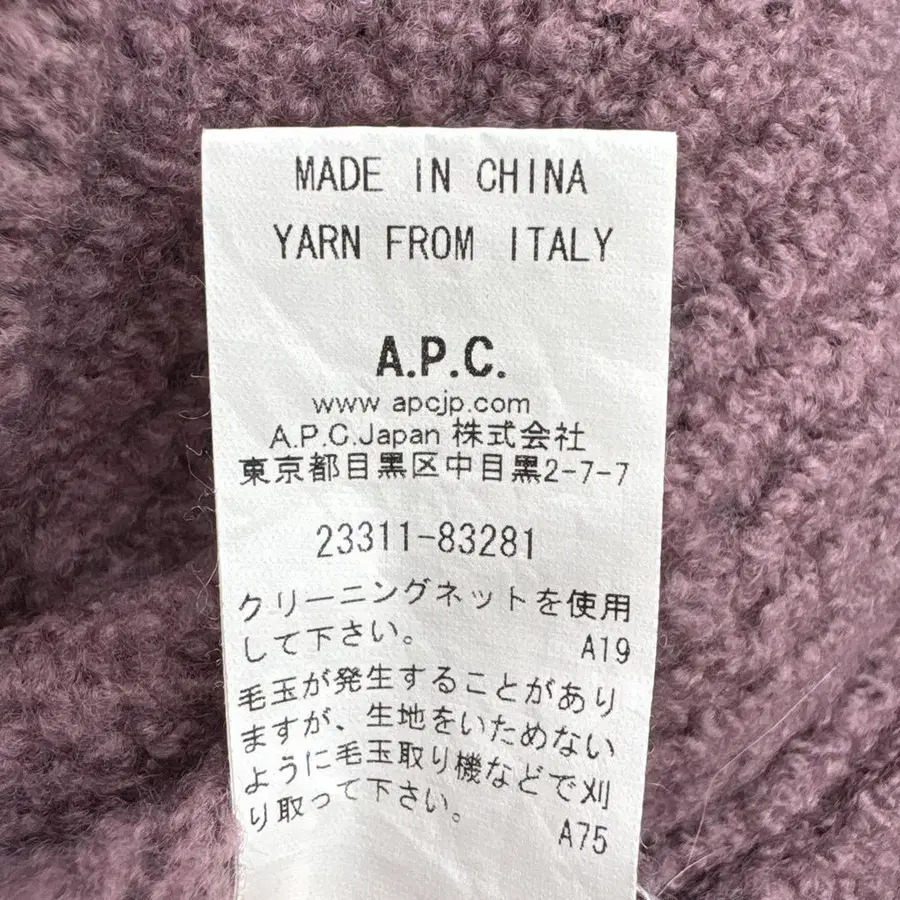 MADE IN CHINA
YARN FROM ITALY
A.P.C.
www apcjp.com
A.P.C.Japan 株式会社
東京都目黒区中目黒2-7-7
23311-83281
クリーニングネットを使用
して下さい。 A19
毛玉が発生することがあり
ますが、生地をいためない
ように毛玉取り機などで刈
り取って下さい。
A75